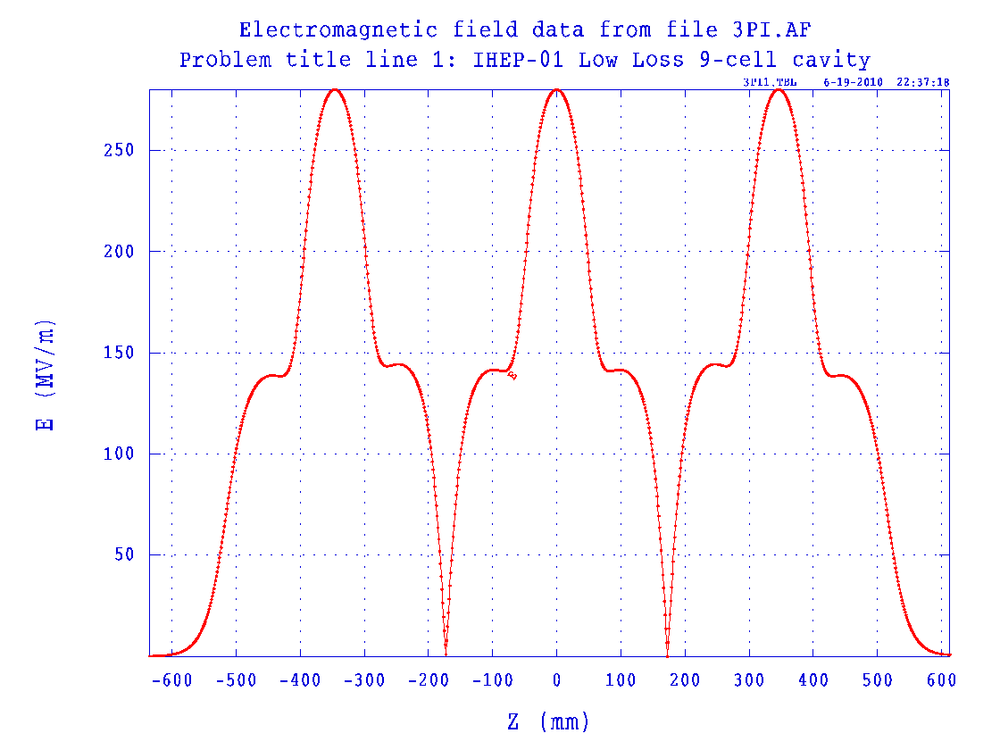 Electromagnetic field data from file 3PI.AF
Problem title line 1: IHEP-01 Low Loss 9-cell cavity
3PI1.TBL 6-19-2010 22:37:18
250
200
150
100
50
E (MV/m)
E
-600 -500 -400 -300 -200 -100 0 100 200 300 400 500 600
Z (mm)